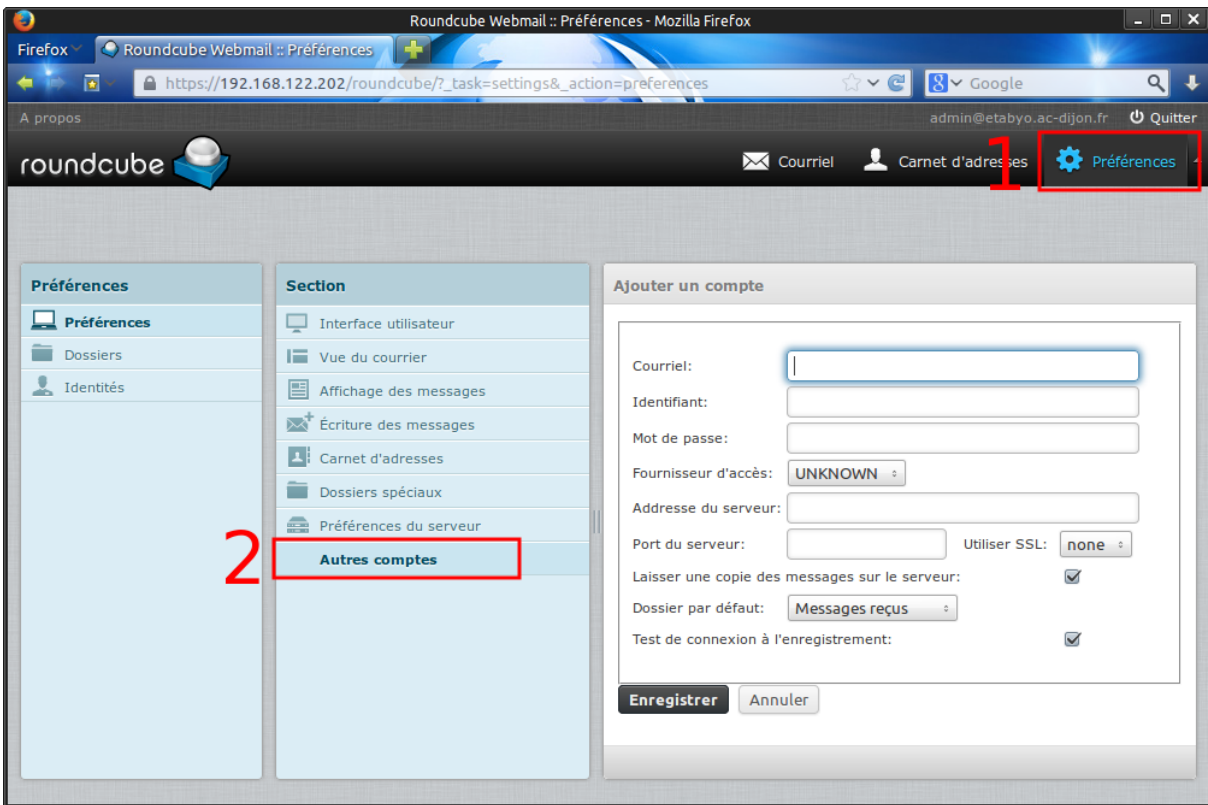 Roundcube Webmail :: Préférences - Mozilla Firefox
Firefox Roundcube Webmail :: Préférences
https://192.168.122.202/roundcube/?_task=settings&_action=preferences Google
A propos admin@etabyo.ac-dijon.fr Quitter
roundcube Courriel Carnet d'adresses 1 Préférences
Préférences
Préférences
Dossiers
Identités
Section
Interface utilisateur
Vue du courrier
Affichage des messages
Écriture des messages
Carnet d'adresses
Dossiers spéciaux
Préférences du serveur
2 Autres comptes
Ajouter un compte
Courriel:
Identifiant:
Mot de passe:
Fournisseur d'accès: UNKNOWN
Addresse du serveur:
Port du serveur: Utiliser SSL: none
Laisser une copie des messages sur le serveur:
Dossier par défaut: Messages reçus
Test de connexion à l'enregistrement:
Enregistrer Annuler